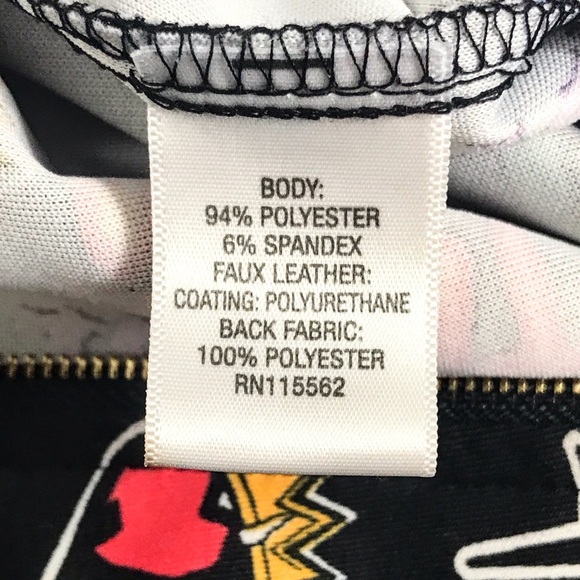 BODY:
94% POLYESTER
6% SPANDEX
FAUX LEATHER:
COATING: POLYURETHANE
BACK FABRIC:
100% POLYESTER
RN115562